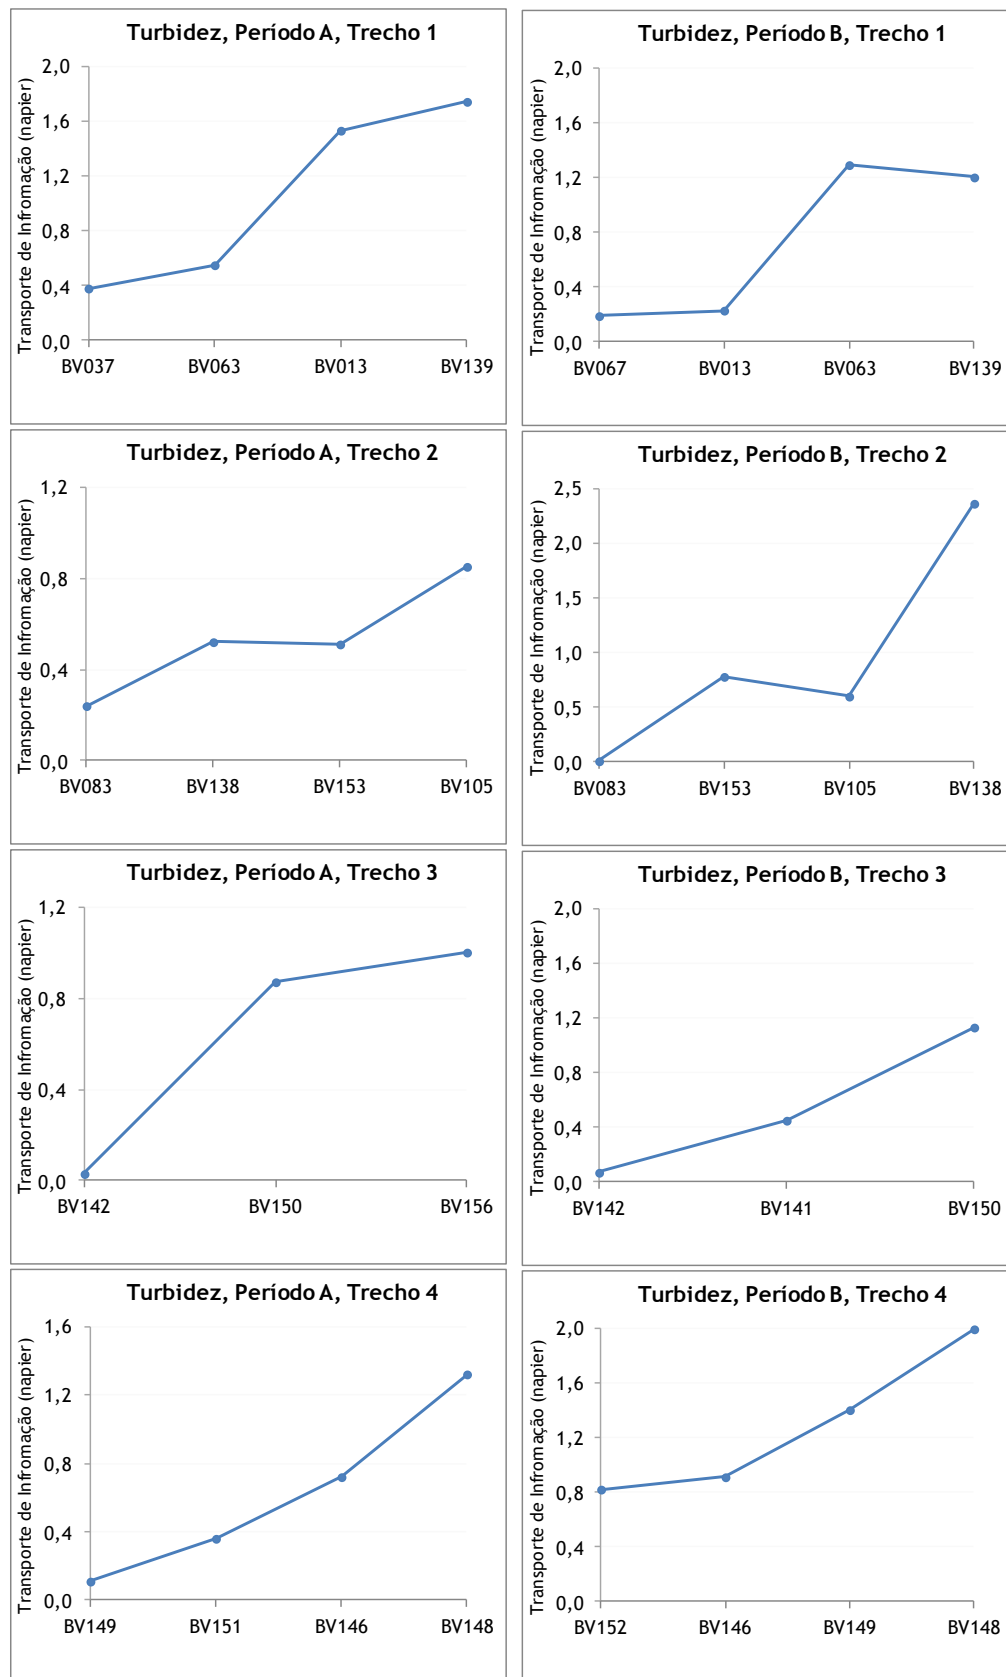 Turbidez, Período A, Trecho 1
Transporte de Infromação (napier)
2,0
1,6
1,2
0,8
0,4
0,0
BV037 BV063 BV013 BV139
Turbidez, Período B, Trecho 1
Transporte de Infromação (napier)
2,0
1,6
1,2
0,8
0,4
0,0
BV067 BV013 BV063 BV139
Turbidez, Período A, Trecho 2
Transporte de Infromação (napier)
1,2
0,8
0,4
0,0
BV083 BV138 BV153 BV105
Turbidez, Período B, Trecho 2
Transporte de Infromação (napier)
2,5
2,0
1,5
1,0
0,5
0,0
BV083 BV153 BV105 BV138
Turbidez, Período A, Trecho 3
Transporte de Infromação (napier)
1,2
0,8
0,4
0,0
BV142 BV150 BV156
Turbidez, Período B, Trecho 3
Transporte de Infromação (napier)
2,0
1,6
1,2
0,8
0,4
0,0
BV142 BV141 BV150
Turbidez, Período A, Trecho 4
Transporte de Infromação (napier)
1,6
1,2
0,8
0,4
0,0
BV149 BV151 BV146 BV148
Turbidez, Período B, Trecho 4
Transporte de Infromação (napier)
2,0
1,6
1,2
0,8
0,4
0,0
BV152 BV146 BV149 BV148